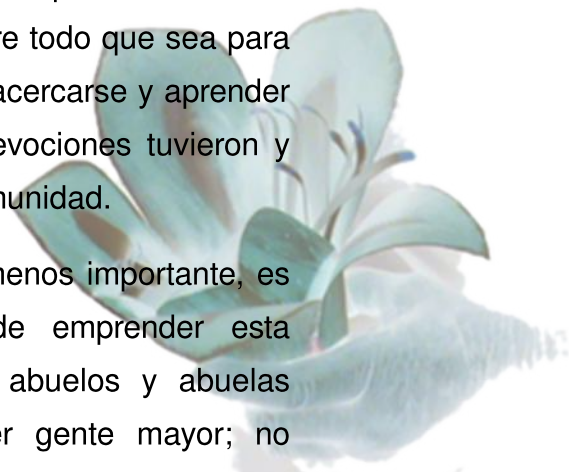 re todo que sea para
acercarse y aprender
evociones tuvieron y
munidad.
menos importante, es
de emprender esta
abuelos y abuelas
er gente mayor; no